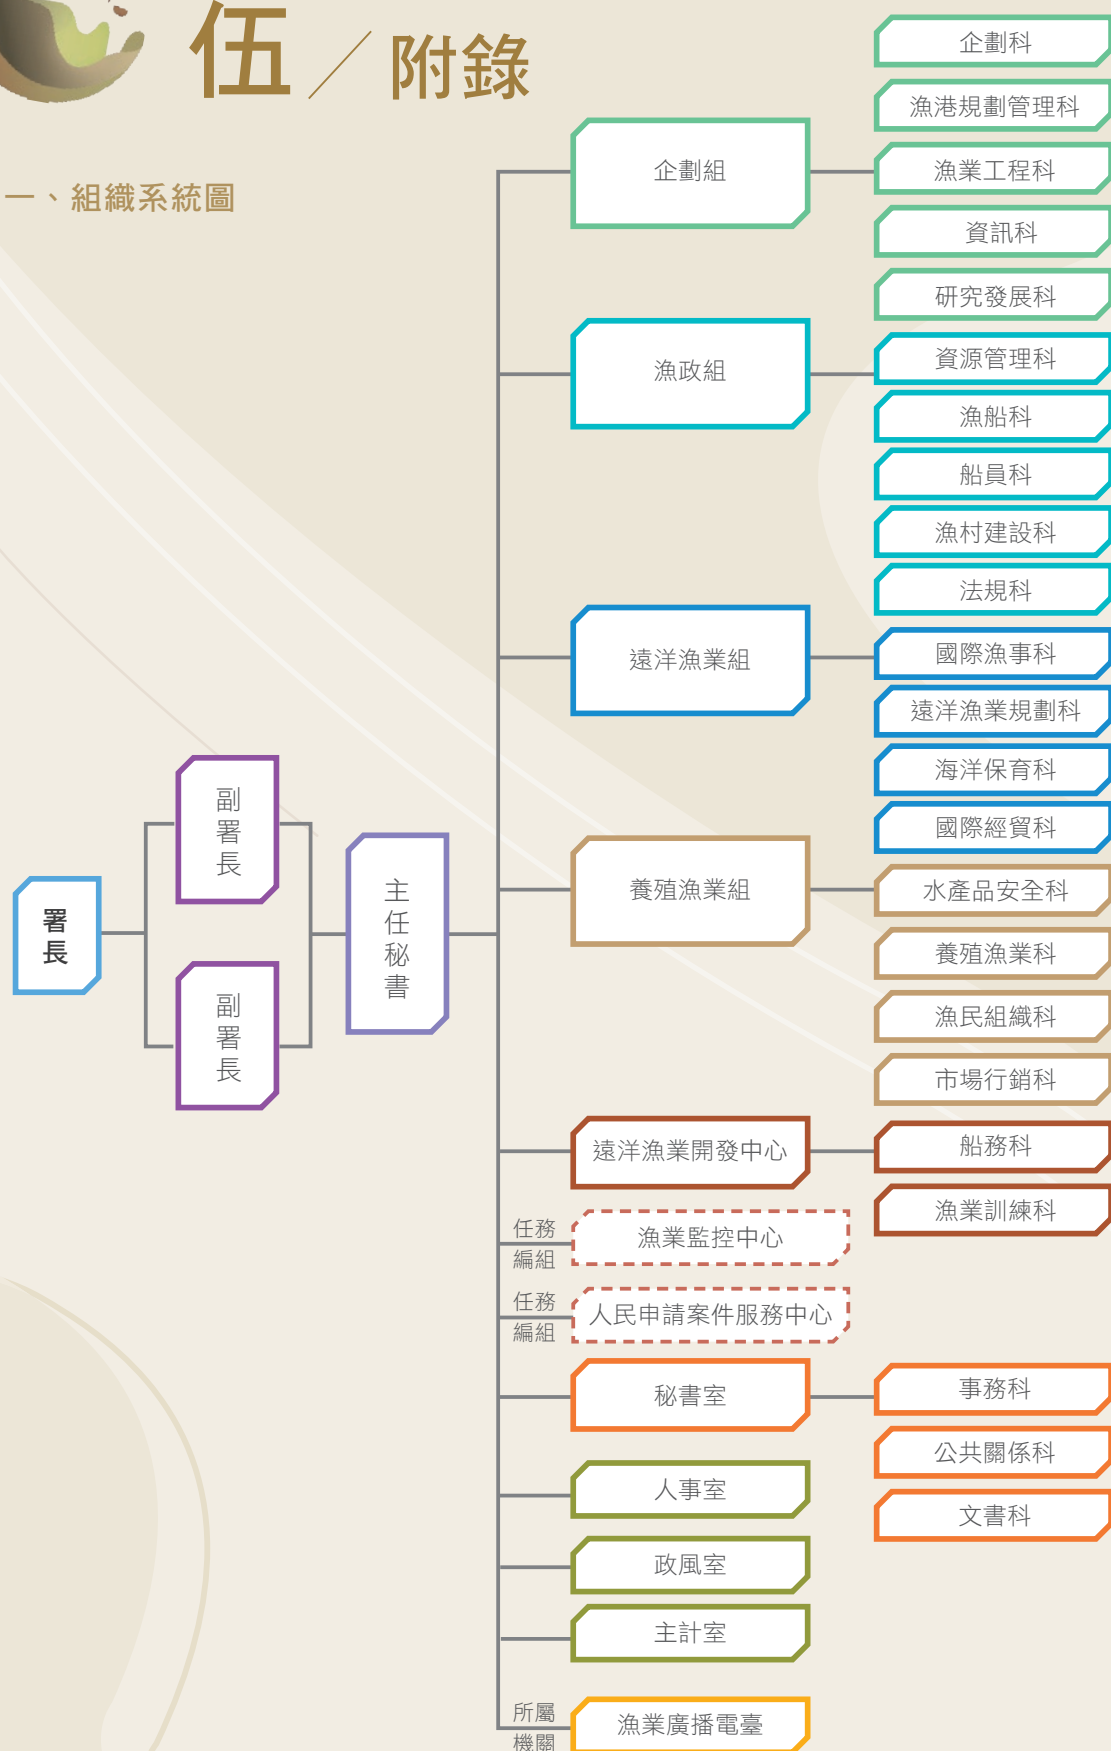 伍／附錄
一、組織系統圖
署長
副署長
副署長
主任秘書
企劃組
企劃科
漁港規劃管理科
漁業工程科
資訊科
研究發展科
漁政組
資源管理科
漁船科
船員科
漁村建設科
法規科
遠洋漁業組
國際漁事科
遠洋漁業規劃科
海洋保育科
國際經貿科
養殖漁業組
水產品安全科
養殖漁業科
漁民組織科
市場行銷科
遠洋漁業開發中心
船務科
漁業訓練科
任務
編組
漁業監控中心
任務
編組
人民申請案件服務中心
秘書室
事務科
公共關係科
文書科
人事室
政風室
主計室
所屬
機關
漁業廣播電臺